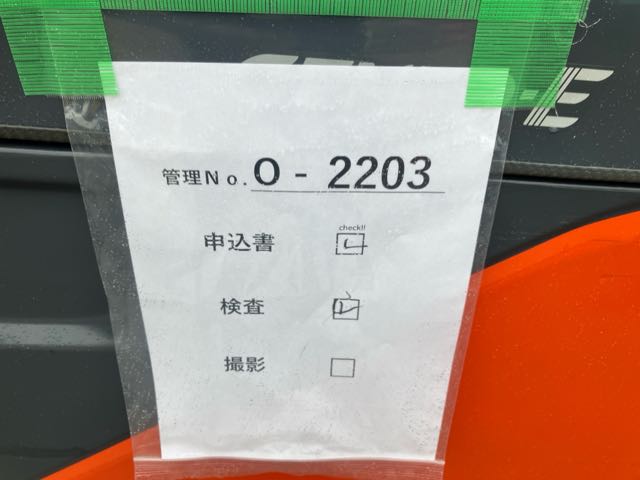 管理No. O - 2203
check!!
申込書 ☑
検査 ☑
撮影 □